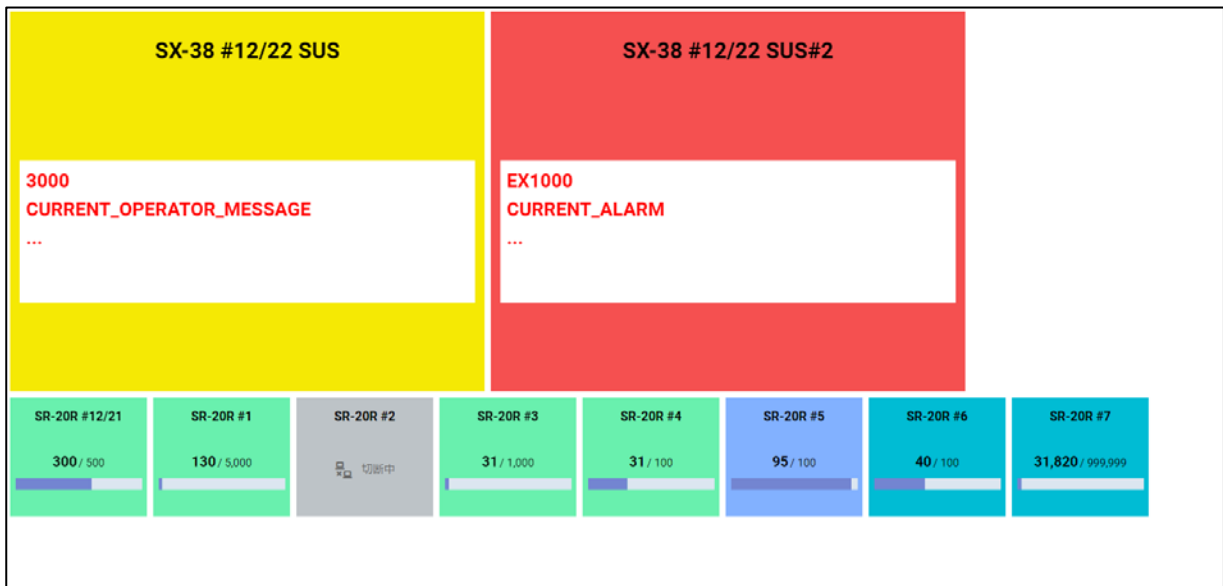 SX-38 #12/22 SUS
3000
CURRENT_OPERATOR_MESSAGE
...
SX-38 #12/22 SUS#2
EX1000
CURRENT_ALARM
...
SR-20R #12/21
300 / 500
SR-20R #1
130 / 5,000
SR-20R #2
切断中
SR-20R #3
31 / 1,000
SR-20R #4
31 / 100
SR-20R #5
95 / 100
SR-20R #6
40 / 100
SR-20R #7
31,820 / 999,999